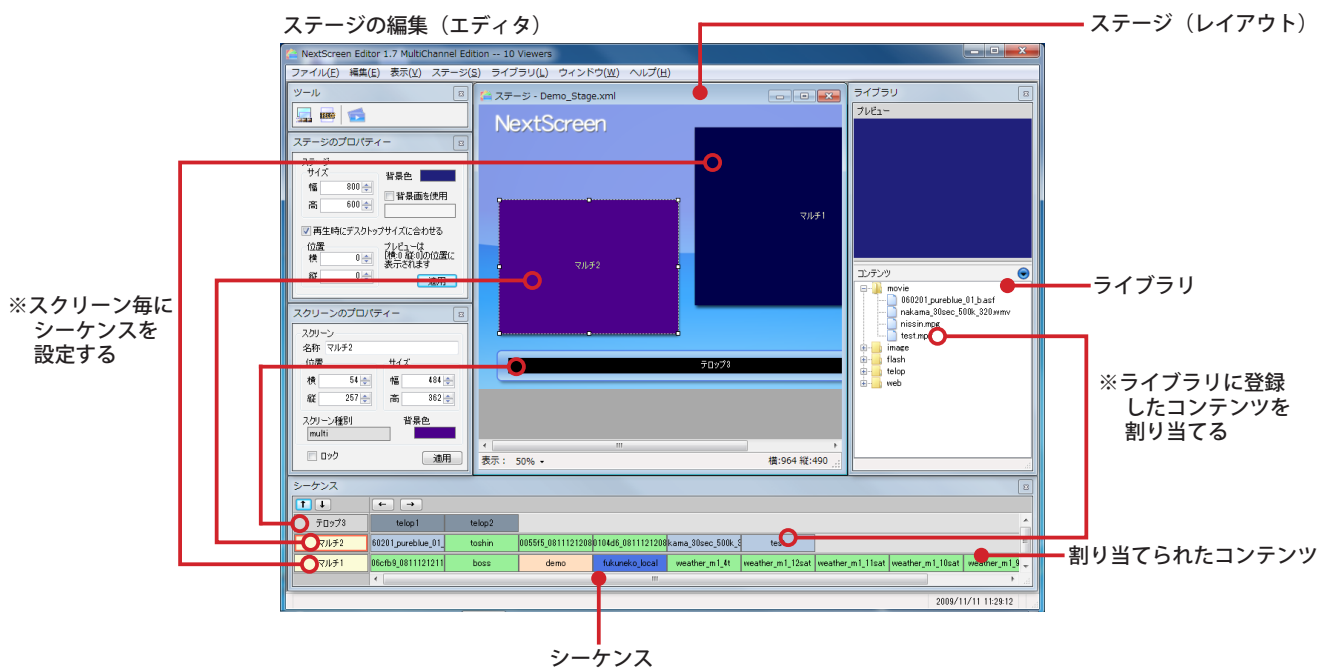 ステージの編集（エディタ）
ステージ（レイアウト）
NextScreen Editor 1.7 MultiChannel Edition -- 10 Viewers
ファイル(F) 編集(E) 表示(V) ステージ(S) ライブラリ(L) ウィンドウ(W) ヘルプ(H)
ツール
ステージのプロパティー
ステージ
サイズ
幅 800
高 600
背景色
背景画を使用
再生時にデスクトップサイズに合わせる
位置
横 0
縦 0
プレビューは
[横:0 縦:0]の位置に
表示されます
適用
スクリーンのプロパティー
スクリーン
名称 マルチ2
位置 サイズ
横 54 幅 484
縦 257 高 362
スクリーン種別 背景色
multi
ロック 適用
ステージ - Demo_Stage.xml
NextScreen
マルチ1
マルチ2
テロップ3
表示： 50%
横:964 縦:490
ライブラリ
プレビュー
コンテンツ
movie
060201_pureblue_01_b.asf
nakama_30sec_500k_320.wmv
nissin.mpg
test.mp
image
flash
telop
web
ライブラリ
※スクリーン毎に
シーケンスを
設定する
※ライブラリに登録
したコンテンツを
割り当てる
シーケンス
テロップ3 telop1 telop2
マルチ2 60201_pureblue_01_ toshin 0055f5_0811121208 0104d6_0811121208 kama_30sec_500k_3 tes
マルチ1 06cfb9_0811121211 boss demo fukuneko_local weather_m1_4t weather_m1_12sat weather_m1_11sat weather_m1_10sat weather_m1_9
割り当てられたコンテンツ
2009/11/11 11:29:12
シーケンス